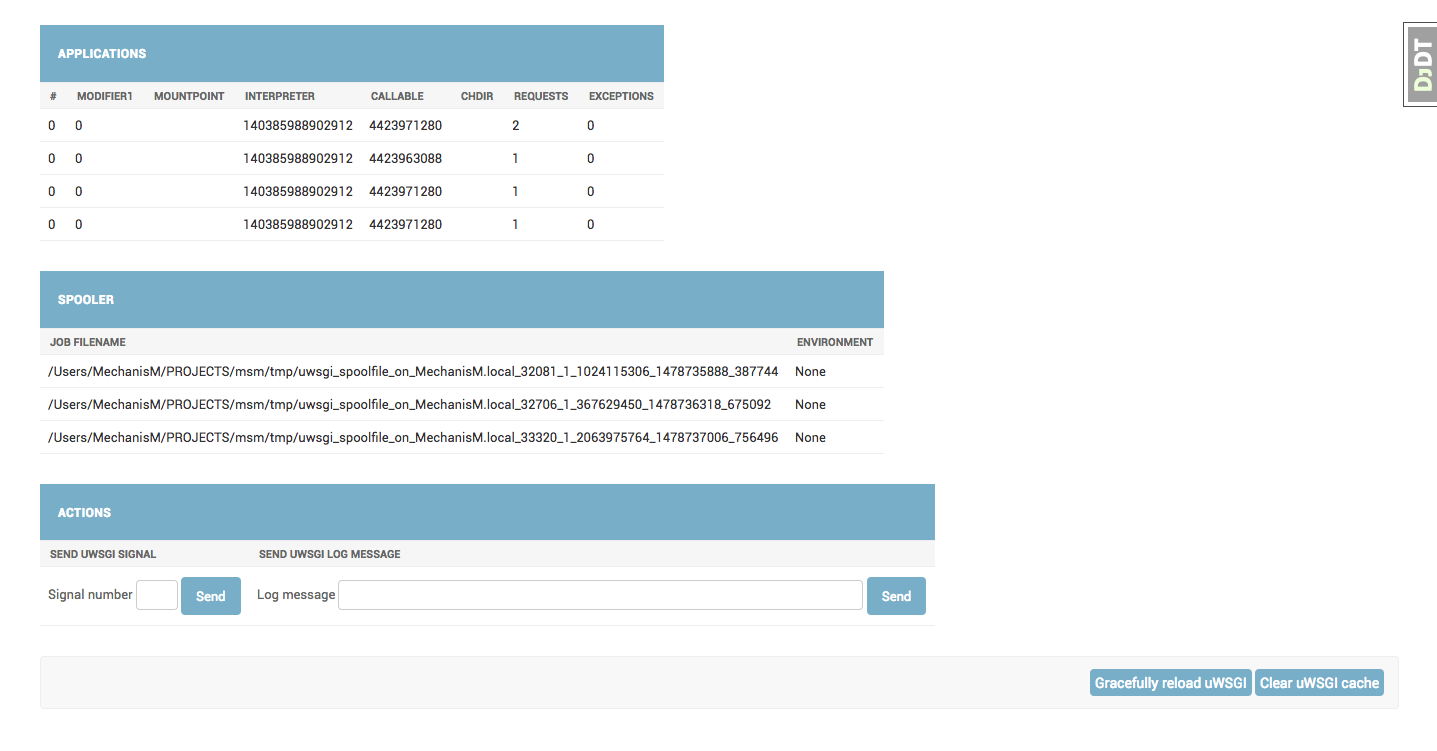 APPLICATIONS
# MODIFIER1 MOUNTPOINT INTERPRETER CALLABLE CHDIR REQUESTS EXCEPTIONS
0 0 140385988902912 4423971280 2 0
0 0 140385988902912 4423963088 1 0
0 0 140385988902912 4423971280 1 0
0 0 140385988902912 4423971280 1 0
SPOOLER
JOB FILENAME ENVIRONMENT
/Users/MechanisM/PROJECTS/msm/tmp/uwsgi_spoolfile_on_MechanisM.local_32081_1_1024115306_1478735888_387744 None
/Users/MechanisM/PROJECTS/msm/tmp/uwsgi_spoolfile_on_MechanisM.local_32706_1_367629450_1478736318_675092 None
/Users/MechanisM/PROJECTS/msm/tmp/uwsgi_spoolfile_on_MechanisM.local_33320_1_2063975764_1478737006_756496 None
ACTIONS
SEND UWSGI SIGNAL SEND UWSGI LOG MESSAGE
Signal number Send Log message Send
Gracefully reload uWSGI Clear uWSGI cache
DJDT